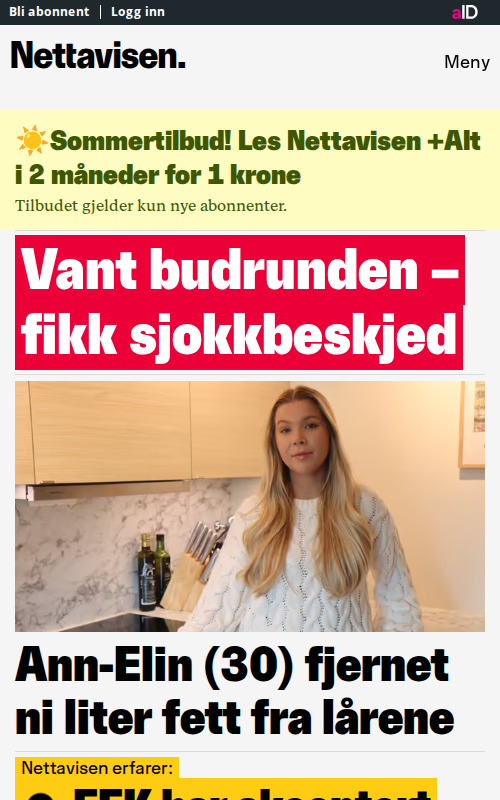 Bli abonnent | Logg inn
aID
Nettavisen.
Meny
☀️Sommertilbud! Les Nettavisen +Alt
i 2 måneder for 1 krone
Tilbudet gjelder kun nye abonnenter.
Vant budrunden –
fikk sjokkbeskjed
Ann-Elin (30) fjernet
ni liter fett fra lårene
Nettavisen erfarer: